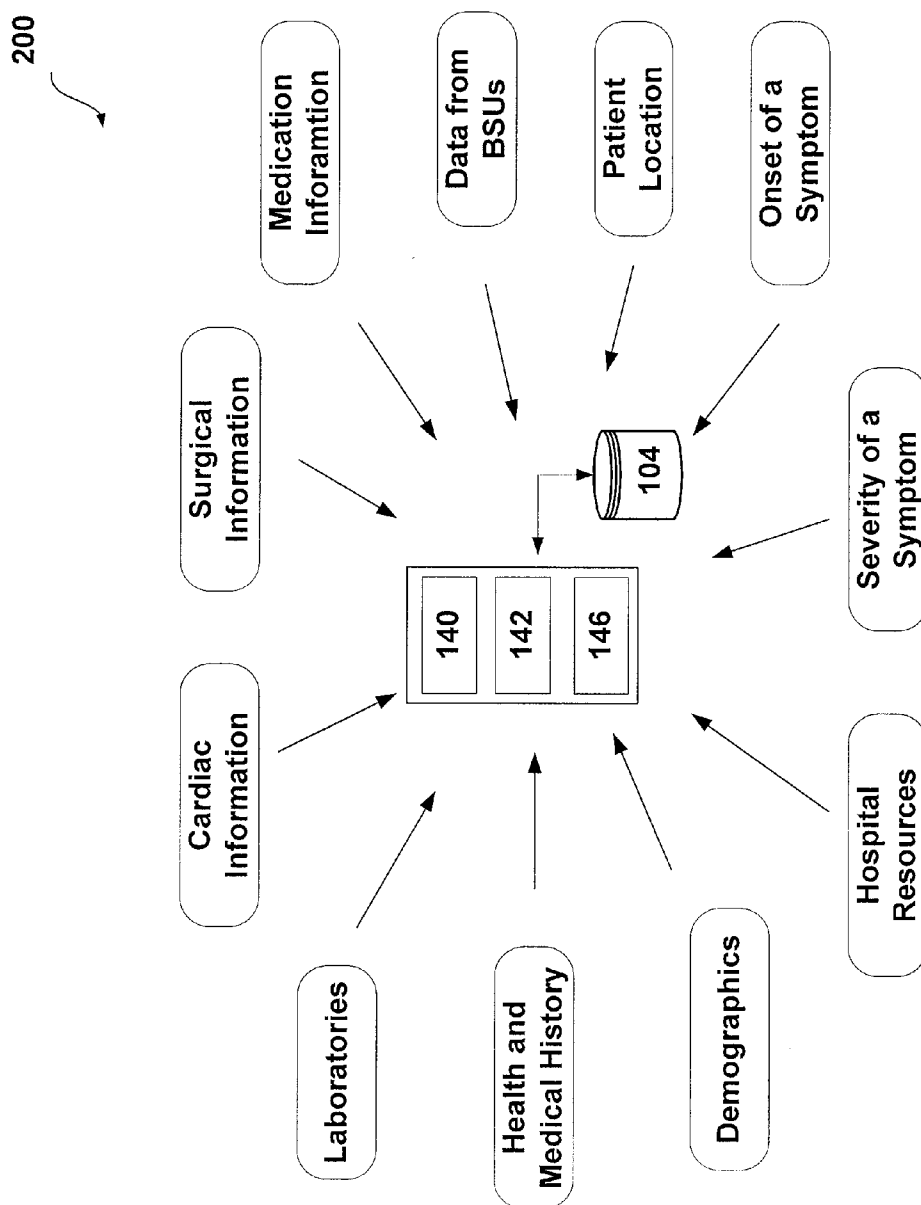 200
Cardiac
Information
Surgical
Information
Medication
Inforamtion
Laboratories
140
Data from
BSUs
Health and
Medical History
142
146
104
Patient
Location
Demographics
Onset of a
Symptom
Hospital
Resources
Severity of a
Symptom